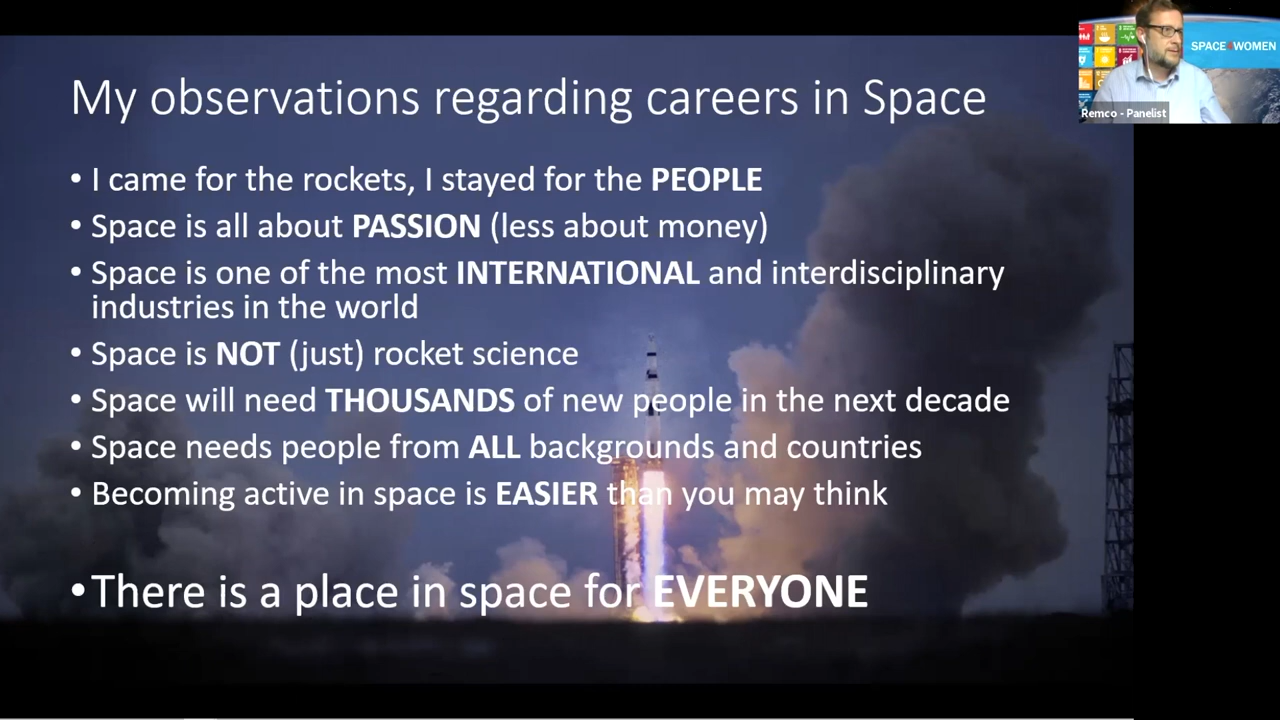 My observations regarding careers in Space
• I came for the rockets, I stayed for the PEOPLE
• Space is all about PASSION (less about money)
• Space is one of the most INTERNATIONAL and interdisciplinary
industries in the world
• Space is NOT (just) rocket science
• Space will need THOUSANDS of new people in the next decade
• Space needs people from ALL backgrounds and countries
• Becoming active in space is EASIER than you may think
• There is a place in space for EVERYONE
SPACE4WOMEN
Remco - Panelist